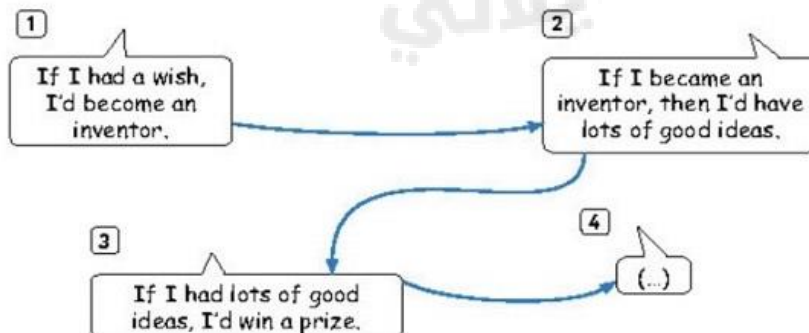 1
If I had a wish,
I'd become an
inventor.
2
If I became an
inventor, then I'd have
lots of good ideas.
3
If I had lots of good
ideas, I'd win a prize.
4
(...)